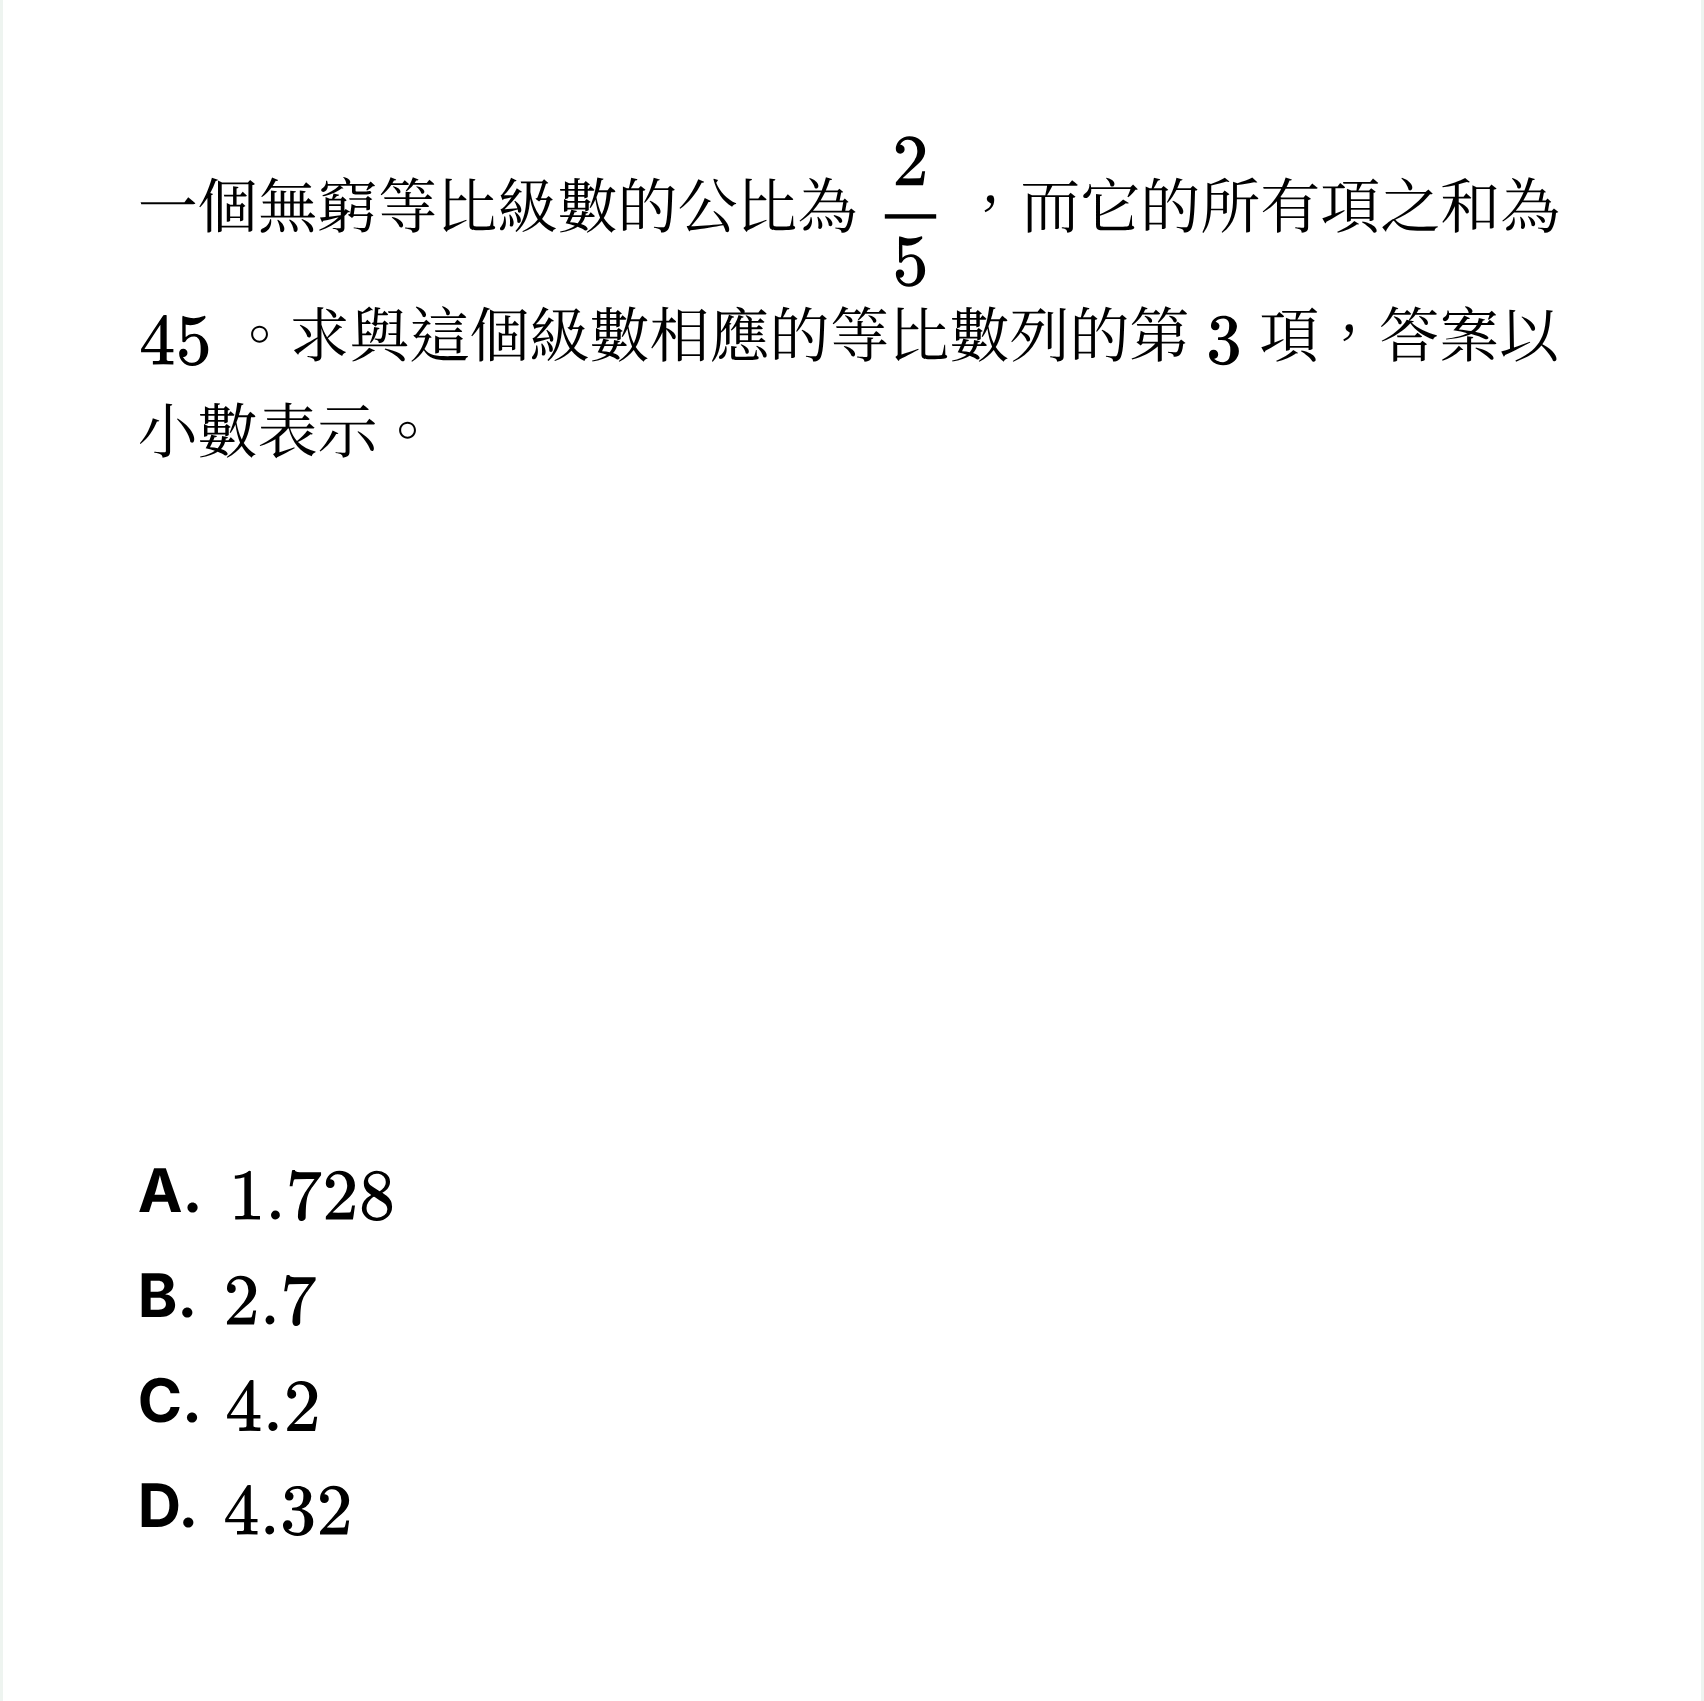 一個無窮等比級數的公比為 2/5 ，而它的所有項之和為
45 。求與這個級數相應的等比數列的第 3 項，答案以
小數表示。
A. 1.728
B. 2.7
C. 4.2
D. 4.32